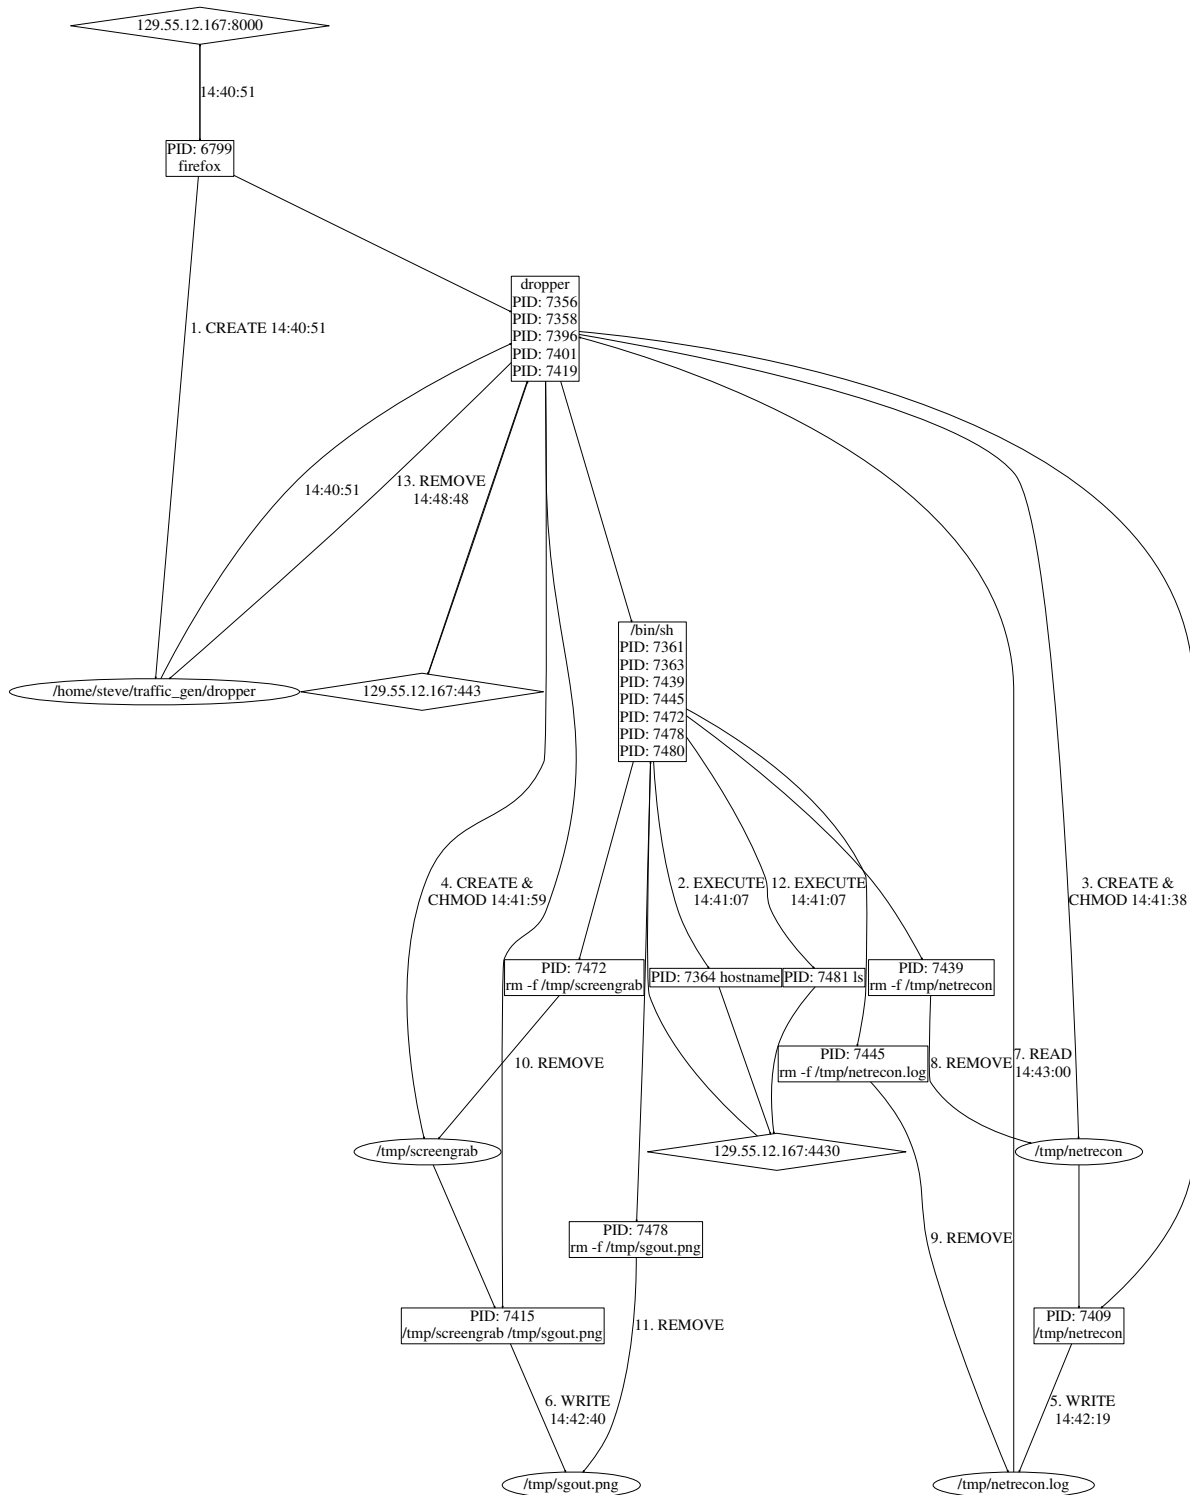 129.55.12.167:8000
14:40:51
PID: 6799
firefox
dropper
PID: 7356
PID: 7358
PID: 7396
PID: 7401
PID: 7419
1. CREATE 14:40:51
14:40:51
13. REMOVE
14:48:48
/bin/sh
PID: 7361
PID: 7363
PID: 7439
PID: 7445
PID: 7472
PID: 7478
PID: 7480
/home/steve/traffic_gen/dropper
129.55.12.167:443
4. CREATE &
CHMOD 14:41:59
2. EXECUTE
14:41:07
12. EXECUTE
14:41:07
3. CREATE &
CHMOD 14:41:38
PID: 7472
rm -f /tmp/screengrab
PID: 7364 hostname
PID: 7481 ls
PID: 7439
rm -f /tmp/netrecon
10. REMOVE
PID: 7445
rm -f /tmp/netrecon.log
8. REMOVE
7. READ
14:43:00
/tmp/screengrab
129.55.12.167:4430
/tmp/netrecon
PID: 7478
rm -f /tmp/sgout.png
9. REMOVE
PID: 7415
/tmp/screengrab /tmp/sgout.png
11. REMOVE
PID: 7409
/tmp/netrecon
6. WRITE
14:42:40
5. WRITE
14:42:19
/tmp/sgout.png
/tmp/netrecon.log